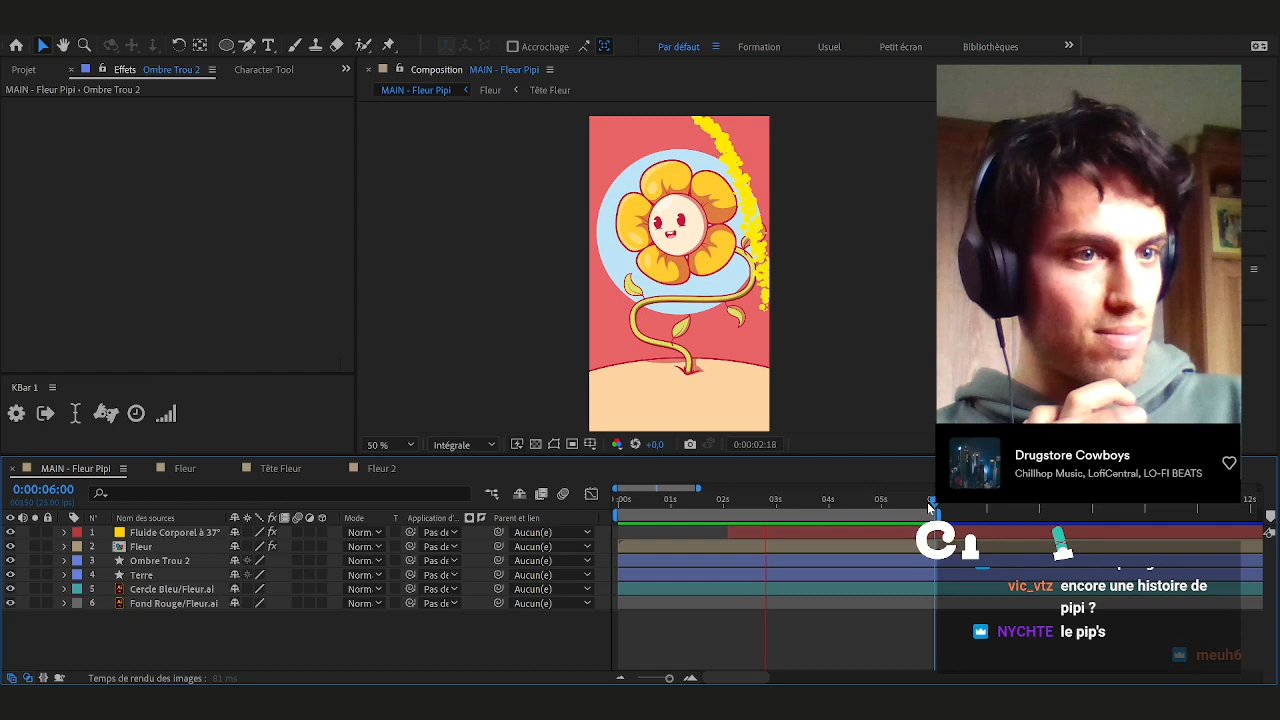 Accrochage
Par défaut
Formation
Usuel
Petit écran
Bibliothèques
Projet
Effets Ombre Trou 2
Character Tool
Composition MAIN - Fleur Pipi
MAIN - Fleur Pipi • Ombre Trou 2
MAIN - Fleur Pipi
Fleur
Tête Fleur
KBar 1
50 %
Intégrale
+0,0
0:00:02:18
Drugstore Cowboys
Chillhop Music, LofiCentral, LO-FI BEATS
MAIN - Fleur Pipi
Fleur
Tête Fleur
Fleur 2
0:00:06:00
00150 (25.00 ips)
:00s 01s 02s 03s 04s 05s 12s
N° Nom des sources Mode T Application d'. Parent et lien
1 Fluide Corporel à 37° Norm Pas de Aucun(e)
2 Fleur Norm Pas de Aucun(e)
3 Ombre Trou 2 Norm Pas de Aucun(e)
4 Terre Norm Pas de Aucun(e)
5 Cercle Bleu/Fleur.ai Norm Pas de Aucun(e)
6 Fond Rouge/Fleur.ai Norm Pas de Aucun(e)
vic_vtz encore une histoire de
pipi ?
NYCHTE le pip's
meuh6
Temps de rendu des images : 81 ms